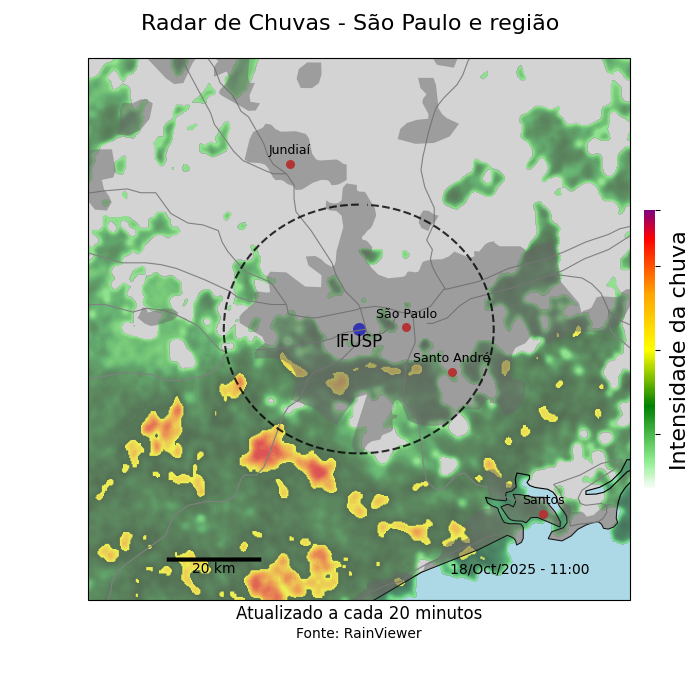 Radar de Chuvas - São Paulo e região
Jundiaí
São Paulo
IFUSP
Santo André
Intensidade da chuva
Santos
20 km
18/Oct/2025 - 11:00
Atualizado a cada 20 minutos
Fonte: RainViewer